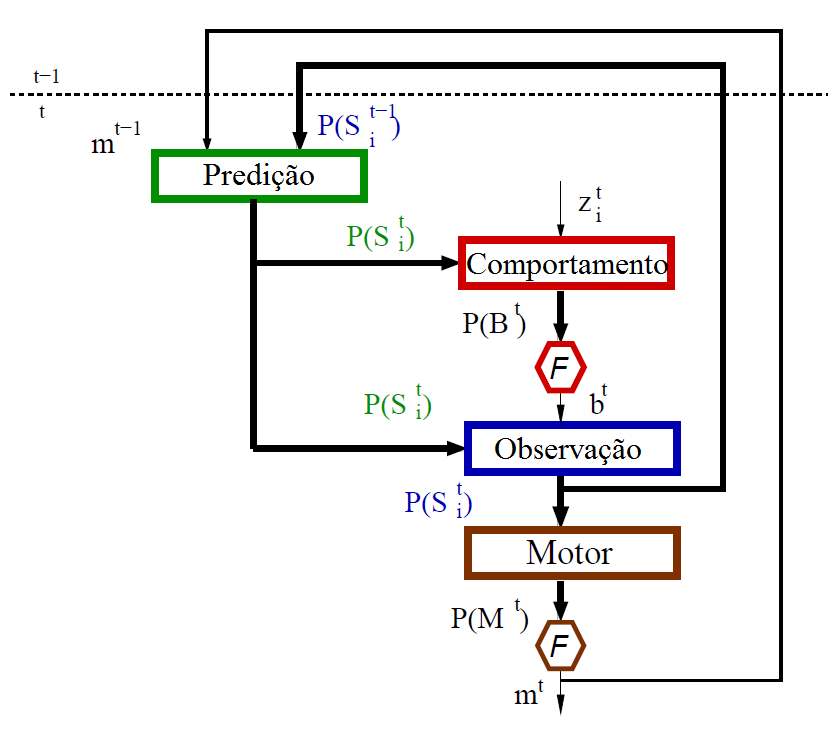 t−1
t
m^{t−1}
P(S_i^{t−1})
Predição
z_i^t
P(S_i^t)
Comportamento
P(B^t)
F
P(S_i^t)
b^t
Observação
P(S_i^t)
Motor
P(M^t)
F
m^t